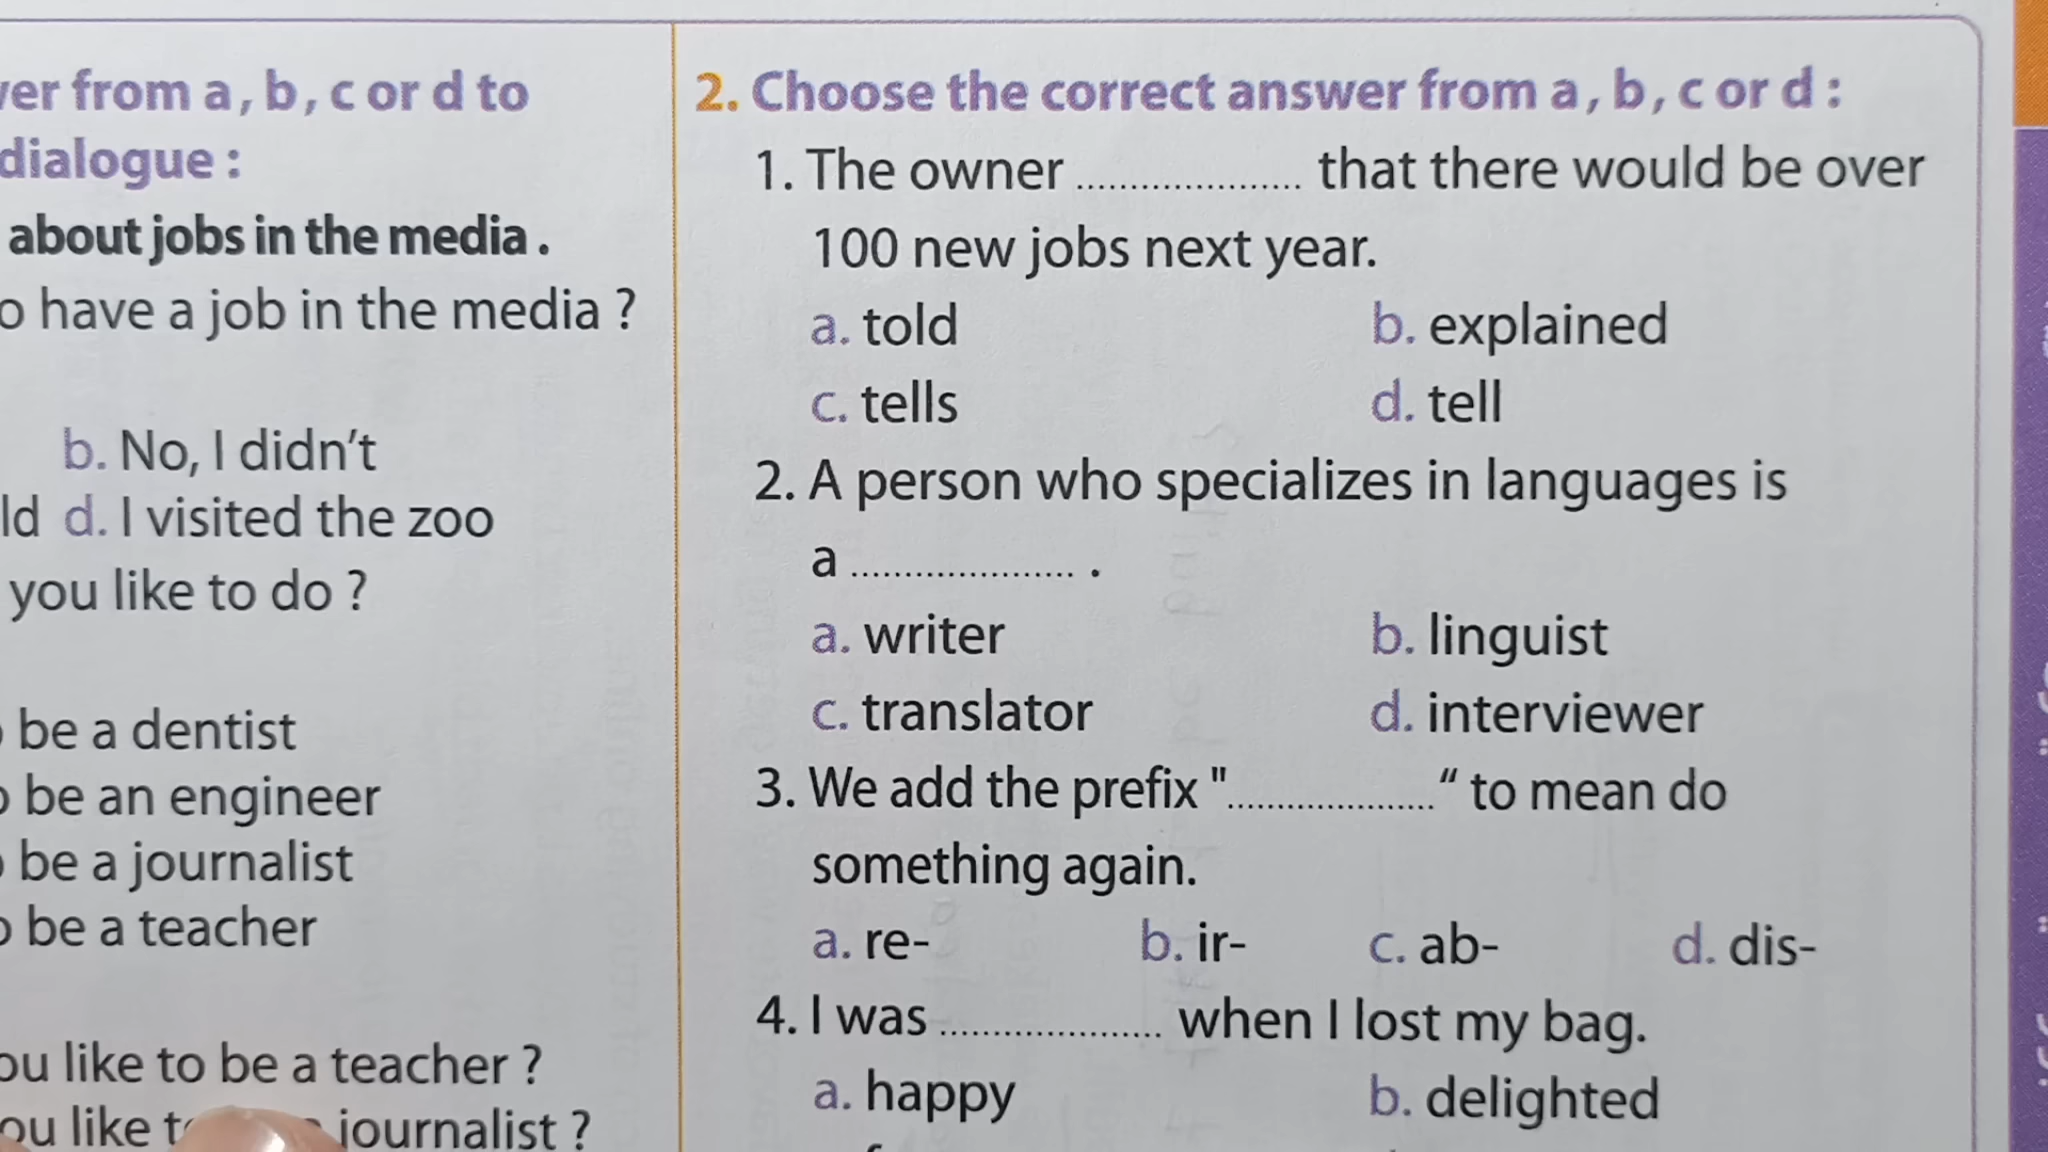 er from a , b , c or d to
dialogue :
about jobs in the media .
o have a job in the media ?
b. No, I didn’t
ld d. I visited the zoo
you like to do ?
be a dentist
be an engineer
be a journalist
be a teacher
ou like to be a teacher ?
ou like journalist ?
2. Choose the correct answer from a , b , c or d :
1. The owner .................... that there would be over
100 new jobs next year.
a. told b. explained
c. tells d. tell
2. A person who specializes in languages is
a .................... .
a. writer b. linguist
c. translator d. interviewer
3. We add the prefix "...................“ to mean do
something again.
a. re- b. ir- c. ab- d. dis-
4. I was .................... when I lost my bag.
a. happy b. delighted